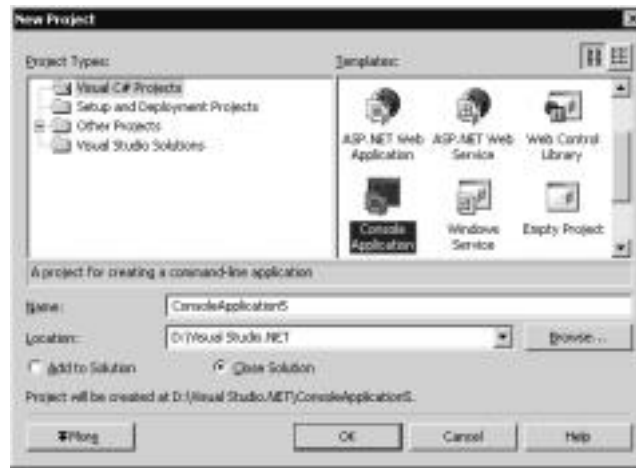 New Project
Project Types:
Templates:
Visual C# Projects
Setup and Deployment Projects
Other Projects
Visual Studio Solutions
ASP.NET Web Application
ASP.NET Web Service
Web Control Library
Console Application
Windows Service
Empty Project
A project for creating a command-line application
Name:
ConsoleApplication5
Location:
D:\Visual Studio.NET
Browse...
Add to Solution
Close Solution
Project will be created at D:\Visual Studio.NET\ConsoleApplication5.
More
OK
Cancel
Help